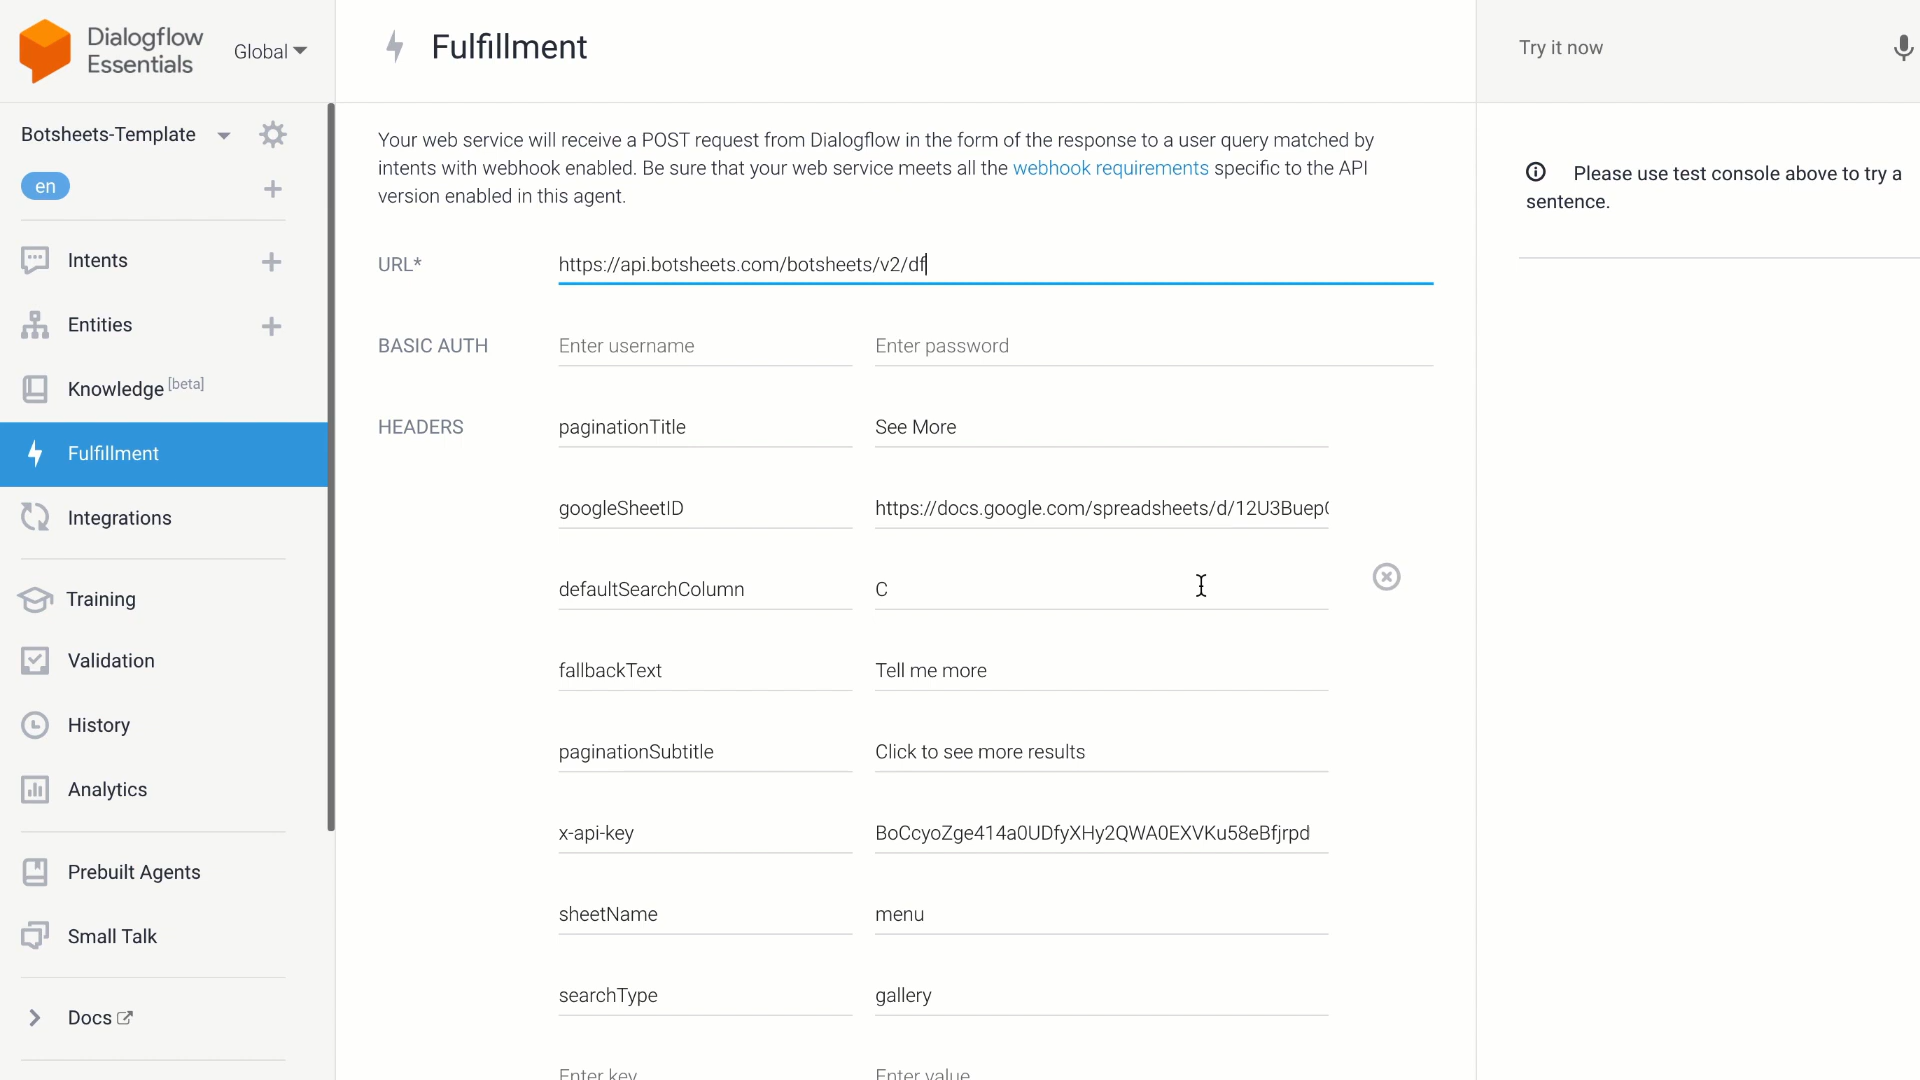 Dialogflow
Essentials
Global
Botsheets-Template
en
Intents
Entities
Knowledge [beta]
Fulfillment
Integrations
Training
Validation
History
Analytics
Prebuilt Agents
Small Talk
Docs
Fulfillment
Your web service will receive a POST request from Dialogflow in the form of the response to a user query matched by
intents with webhook enabled. Be sure that your web service meets all the webhook requirements specific to the API
version enabled in this agent.
URL* https://api.botsheets.com/botsheets/v2/df
BASIC AUTH Enter username Enter password
HEADERS paginationTitle See More
googleSheetID https://docs.google.com/spreadsheets/d/12U3Buep
defaultSearchColumn C
fallbackText Tell me more
paginationSubtitle Click to see more results
x-api-key BoCcyoZge414a0UDfyXHy2QWA0EXVKu58eBfjrpd
sheetName menu
searchType gallery
Enter key Enter value
Try it now
Please use test console above to try a
sentence.